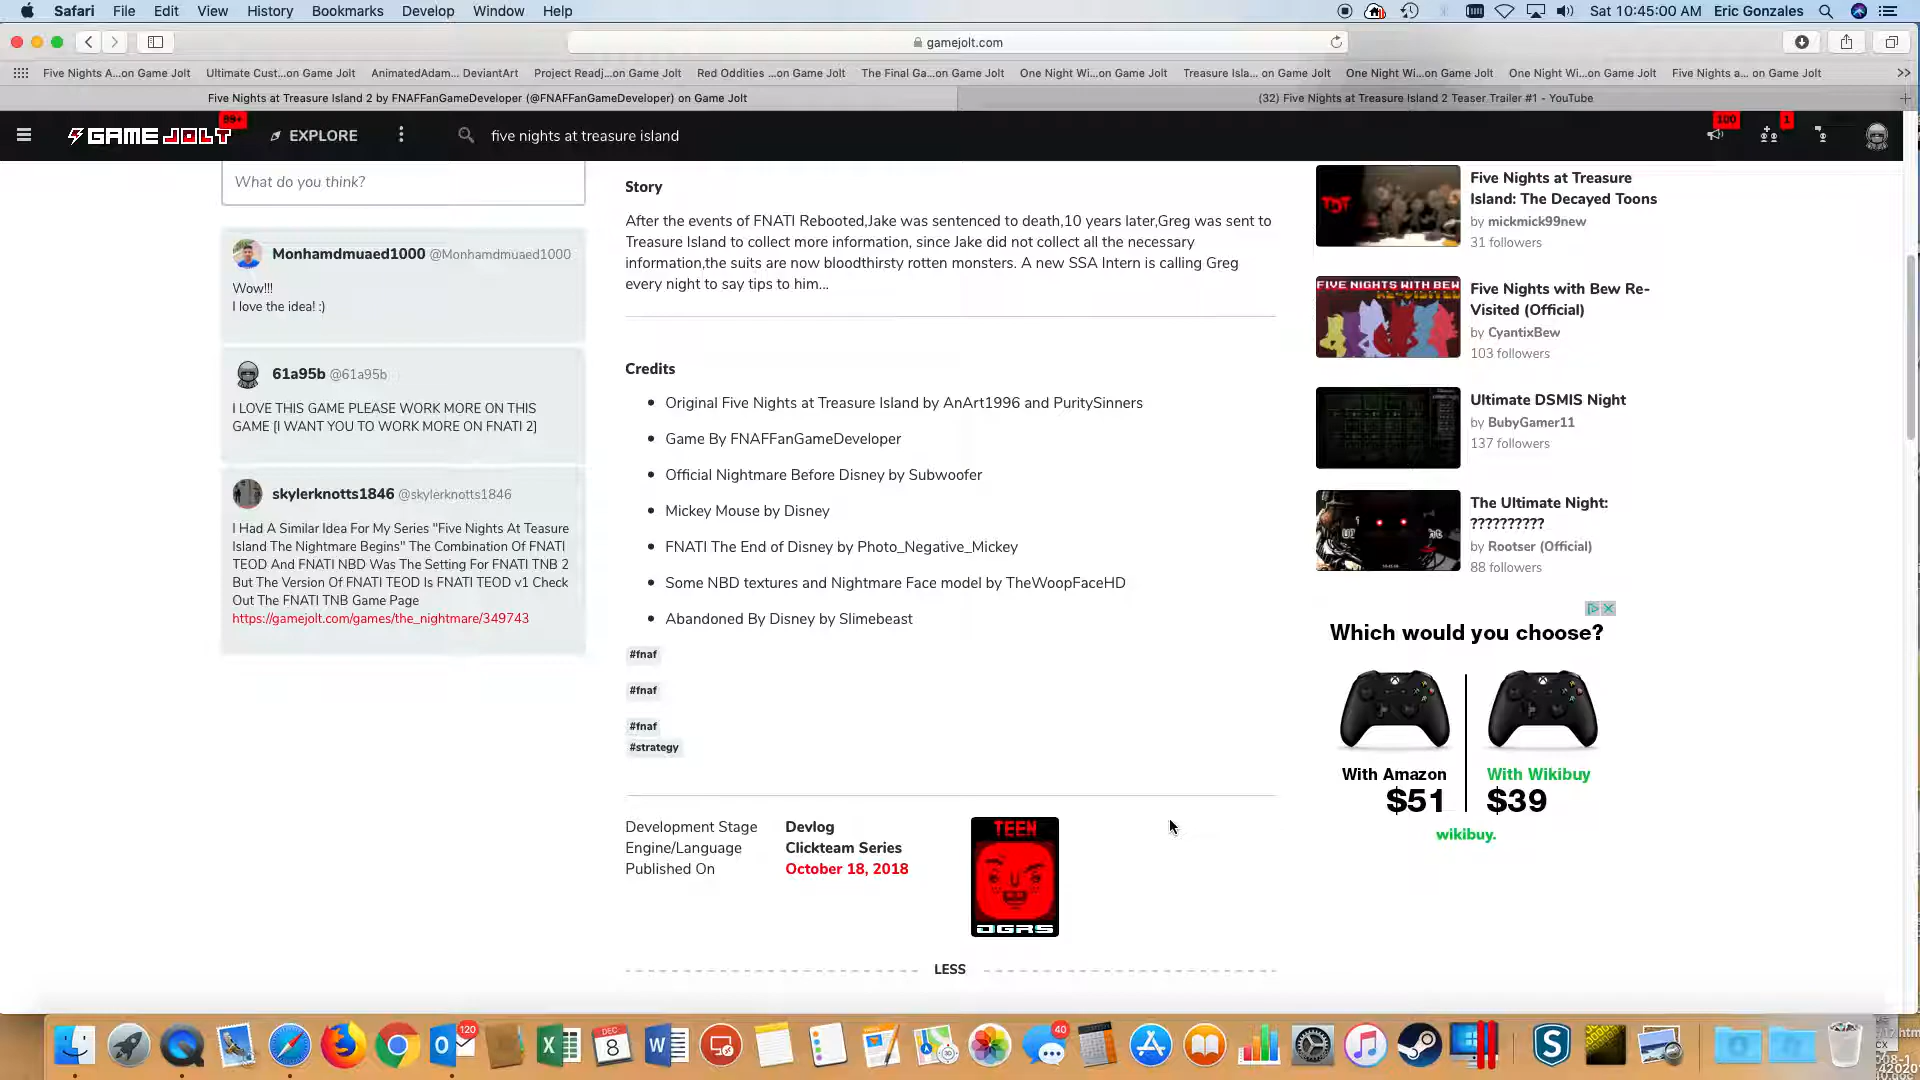 Safari File Edit View History Bookmarks Develop Window Help
Sat 10:45:00 AM Eric Gonzales
gamejolt.com
Five Nights A...on Game Jolt
Ultimate Cust...on Game Jolt
AnimatedAdam... DeviantArt
Project Readj...on Game Jolt
Red Oddities ...on Game Jolt
The Final Ga...on Game Jolt
One Night Wi...on Game Jolt
Treasure Isla... on Game Jolt
One Night Wi...on Game Jolt
One Night Wi...on Game Jolt
Five Nights a... on Game Jolt
Five Nights at Treasure Island 2 by FNAFFanGameDeveloper (@FNAFFanGameDeveloper) on Game Jolt
(32) Five Nights at Treasure Island 2 Teaser Trailer #1 - YouTube
GAME JOLT
99+
EXPLORE
five nights at treasure island
100
1
What do you think?
Monhamdmuaed1000 @Monhamdmuaed1000
Wow!!!
I love the idea! :)
61a95b @61a95b
I LOVE THIS GAME PLEASE WORK MORE ON THIS
GAME [I WANT YOU TO WORK MORE ON FNATI 2]
skylerknotts1846 @skylerknotts1846
I Had A Similar Idea For My Series "Five Nights At Teasure
Island The Nightmare Begins" The Combination Of FNATI
TEOD And FNATI NBD Was The Setting For FNATI TNB 2
But The Version Of FNATI TEOD Is FNATI TEOD v1 Check
Out The FNATI TNB Game Page
https://gamejolt.com/games/the_nightmare/349743
Story
After the events of FNATI Rebooted,Jake was sentenced to death,10 years later,Greg was sent to
Treasure Island to collect more information, since Jake did not collect all the necessary
information,the suits are now bloodthirsty rotten monsters. A new SSA Intern is calling Greg
every night to say tips to him...
Credits
Original Five Nights at Treasure Island by AnArt1996 and PuritySinners
Game By FNAFFanGameDeveloper
Official Nightmare Before Disney by Subwoofer
Mickey Mouse by Disney
FNATI The End of Disney by Photo_Negative_Mickey
Some NBD textures and Nightmare Face model by TheWoopFaceHD
Abandoned By Disney by Slimebeast
#fnaf
#fnaf
#fnaf
#strategy
Development Stage Devlog
Engine/Language Clickteam Series
Published On October 18, 2018
TEEN
DGRS
LESS
TDT
Five Nights at Treasure
Island: The Decayed Toons
by mickmick99new
31 followers
FIVE NIGHTS WITH BEW
Five Nights with Bew Re-
Visited (Official)
by CyantixBew
103 followers
Ultimate DSMIS Night
by BubyGamer11
137 followers
The Ultimate Night:
??????????
by Rootser (Official)
88 followers
Which would you choose?
With Amazon
$51
With Wikibuy
$39
wikibuy.
120
DEC
8
40